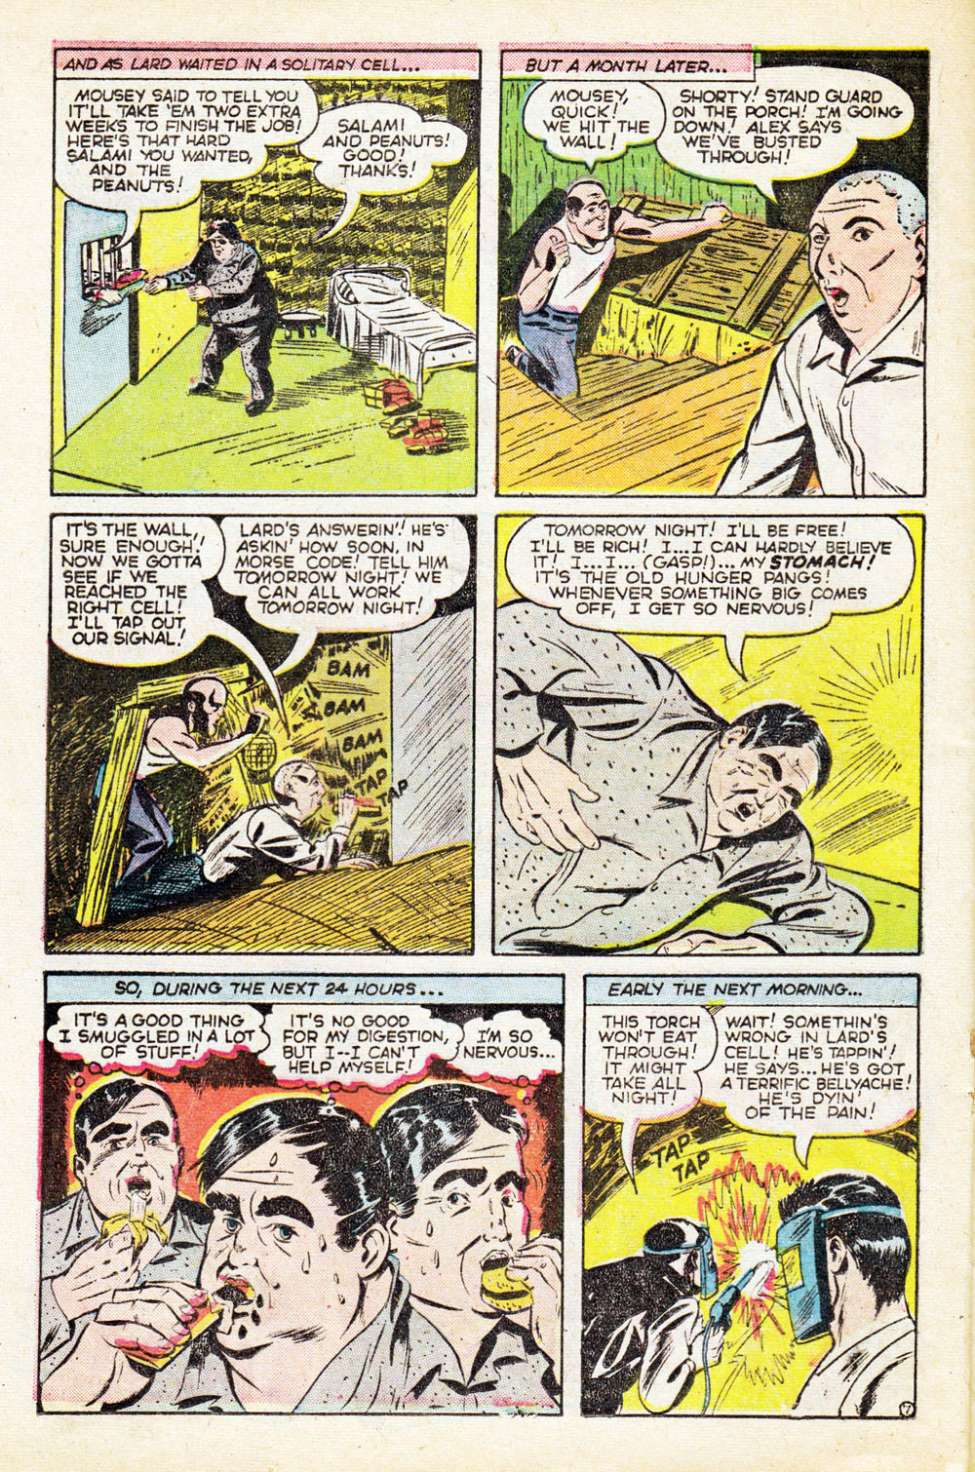 AND AS LARD WAITED IN A SOLITARY CELL...
MOUSEY SAID TO TELL YOU
IT'LL TAKE 'EM TWO EXTRA
WEEKS TO FINISH THE JOB!
HERE'S THAT HARD
SALAMI YOU WANTED,
AND THE
PEANUTS!
SALAMI
AND PEANUTS!
GOOD!
THANKS!
BUT A MONTH LATER...
MOUSEY,
QUICK!
WE HIT THE
WALL!
SHORTY! STAND GUARD
ON THE PORCH! I'M GOING
DOWN! ALEX SAYS
WE'VE BUSTED
THROUGH!
IT'S THE WALL,
SURE ENOUGH!
NOW WE GOTTA
SEE IF WE
REACHED THE
RIGHT CELL!
I'LL TAP OUT
OUR SIGNAL!
LARD'S ANSWERIN'! HE'S
ASKIN' HOW SOON, IN
MORSE CODE! TELL HIM
TOMORROW NIGHT! WE
CAN ALL WORK
TOMORROW NIGHT!
BAM
BAM
BAM
TAP
TAP
TOMORROW NIGHT! I'LL BE FREE!
I'LL BE RICH! I...I CAN HARDLY BELIEVE
IT! I...I... (GASP!)... MY STOMACH!
IT'S THE OLD HUNGER PANGS!
WHENEVER SOMETHING BIG COMES
OFF, I GET SO NERVOUS!
SO, DURING THE NEXT 24 HOURS...
IT'S A GOOD THING
I SMUGGLED IN A LOT
OF STUFF!
IT'S NO GOOD
FOR MY DIGESTION,
BUT I--I CAN'T
HELP MYSELF!
I'M SO
NERVOUS...
EARLY THE NEXT MORNING...
THIS TORCH
WON'T EAT
THROUGH!
IT MIGHT
TAKE ALL
NIGHT!
WAIT! SOMETHIN'S
WRONG IN LARD'S
CELL! HE'S TAPPIN'!
HE SAYS... HE'S GOT
A TERRIFIC BELLYACHE!
HE'S DYIN'
OF THE PAIN!
TAP
TAP
7